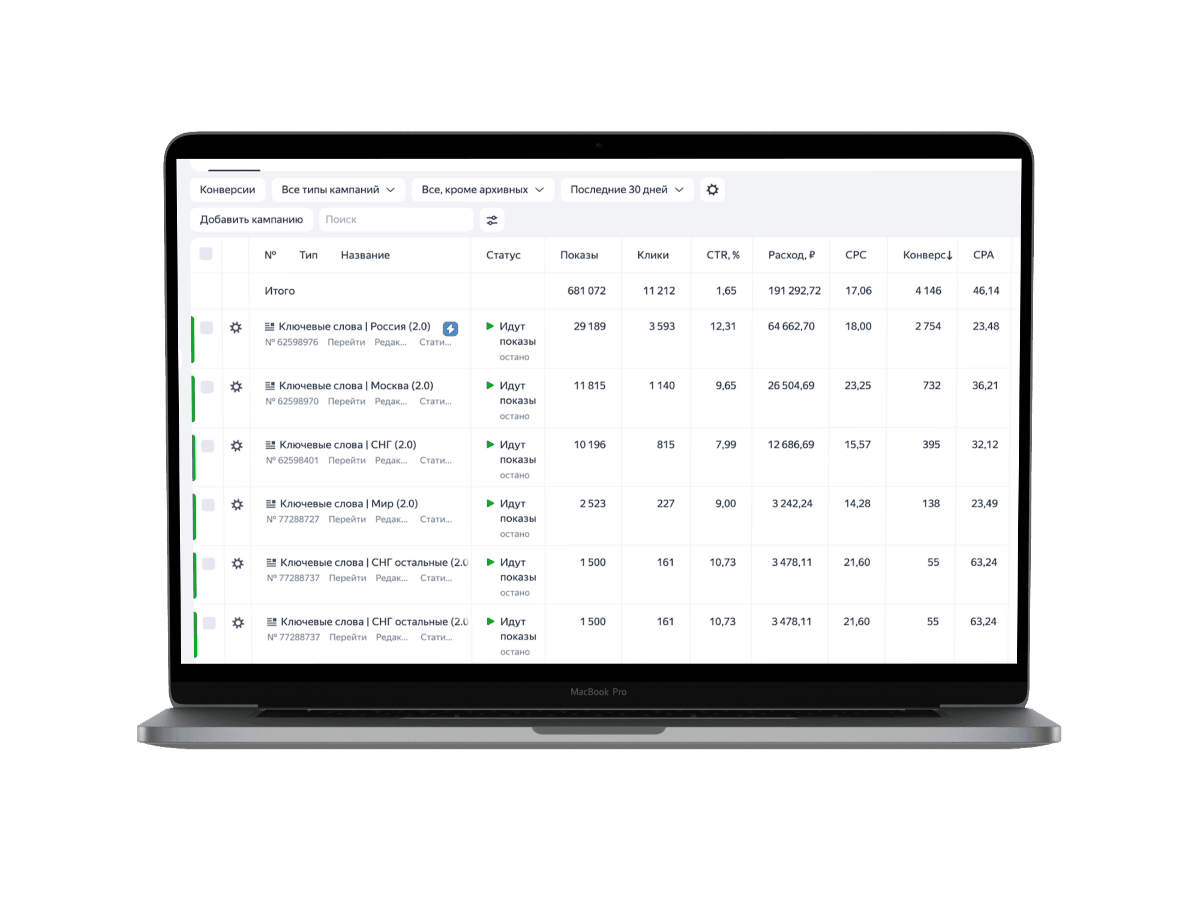 Конверсии Все типы кампаний Все, кроме архивных Последние 30 дней
Добавить кампанию Поиск
№ Тип Название Статус Показы Клики CTR, % Расход, ₽ CPC Конверс↓ CPA
Итого 681 072 11 212 1,65 191 292,72 17,06 4 146 46,14
Ключевые слова | Россия (2.0) Идут показы 29 189 3 593 12,31 64 662,70 18,00 2 754 23,48
№ 62598976 Перейти Редак... Стати... остано
Ключевые слова | Москва (2.0) Идут показы 11 815 1 140 9,65 26 504,69 23,25 732 36,21
№ 62598970 Перейти Редак... Стати... остано
Ключевые слова | СНГ (2.0) Идут показы 10 196 815 7,99 12 686,69 15,57 395 32,12
№ 62598401 Перейти Редак... Стати... остано
Ключевые слова | Мир (2.0) Идут показы 2 523 227 9,00 3 242,24 14,28 138 23,49
№ 77288727 Перейти Редак... Стати... остано
Ключевые слова | СНГ остальные (2.0 Идут показы 1 500 161 10,73 3 478,11 21,60 55 63,24
№ 77288737 Перейти Редак... Стати... остано
Ключевые слова | СНГ остальные (2.0 Идут показы 1 500 161 10,73 3 478,11 21,60 55 63,24
№ 77288737 Перейти Редак... Стати... остано
MacBook Pro